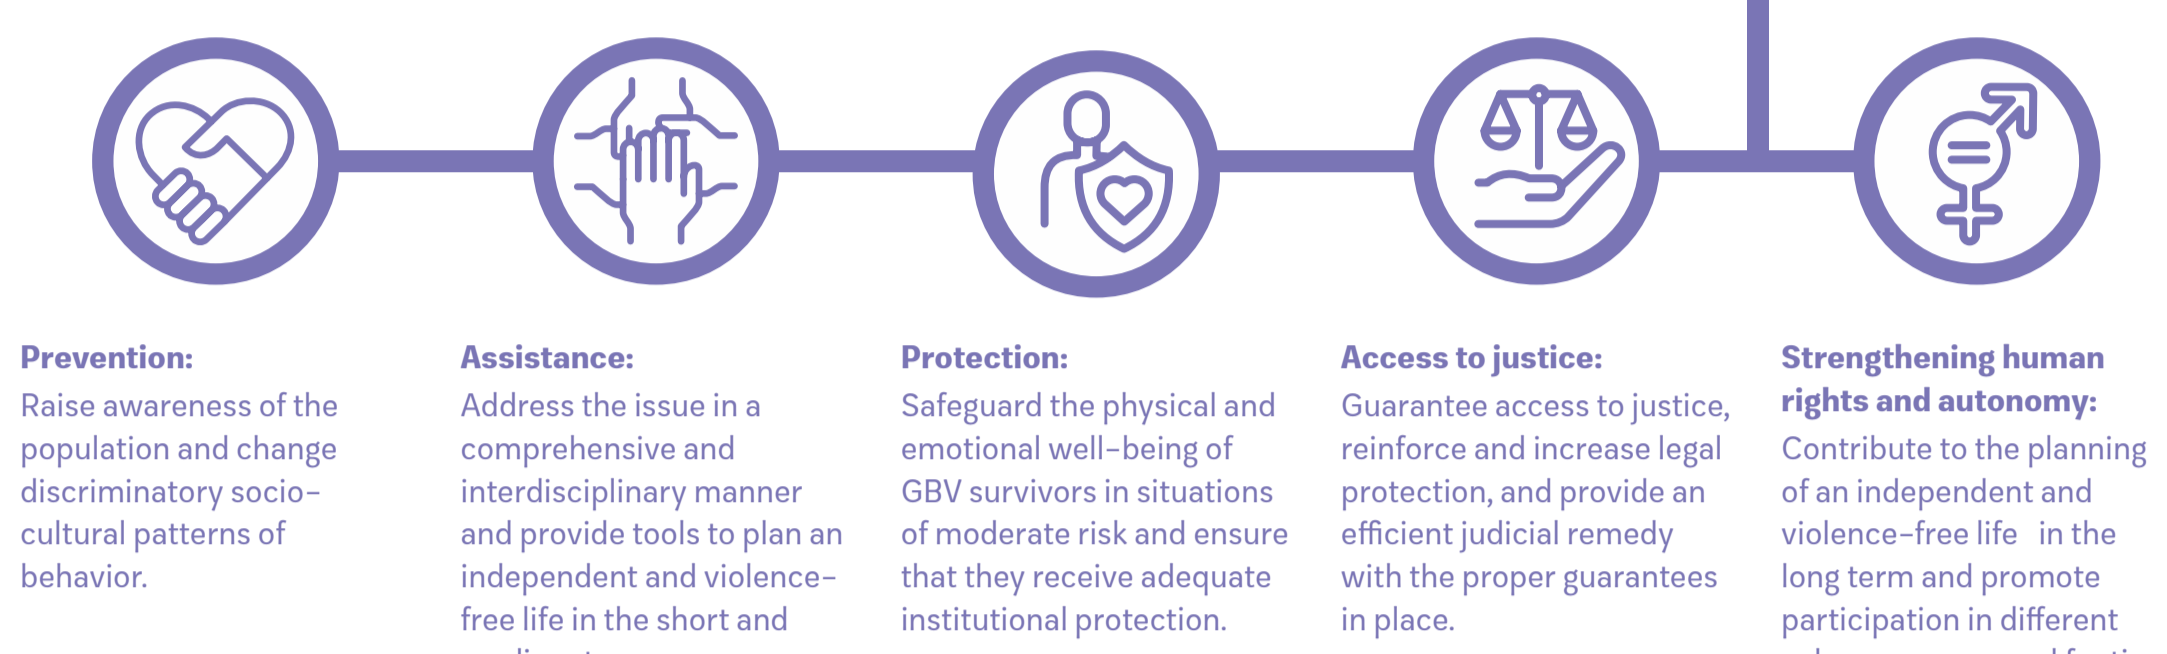 Prevention:
Raise awareness of the
population and change
discriminatory socio-
cultural patterns of
behavior.
Assistance:
Address the issue in a
comprehensive and
interdisciplinary manner
and provide tools to plan an
independent and violence-
free life in the short and
Protection:
Safeguard the physical and
emotional well-being of
GBV survivors in situations
of moderate risk and ensure
that they receive adequate
institutional protection.
Access to justice:
Guarantee access to justice,
reinforce and increase legal
protection, and provide an
efficient judicial remedy
with the proper guarantees
in place.
Strengthening human
rights and autonomy:
Contribute to the planning
of an independent and
violence-free life in the
long term and promote
participation in different